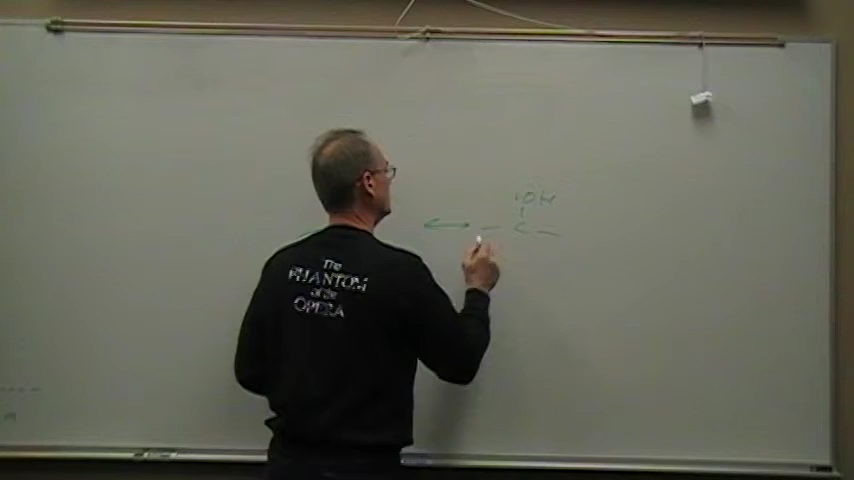 The
PHANTOM
of the
OPERA
:OH
C